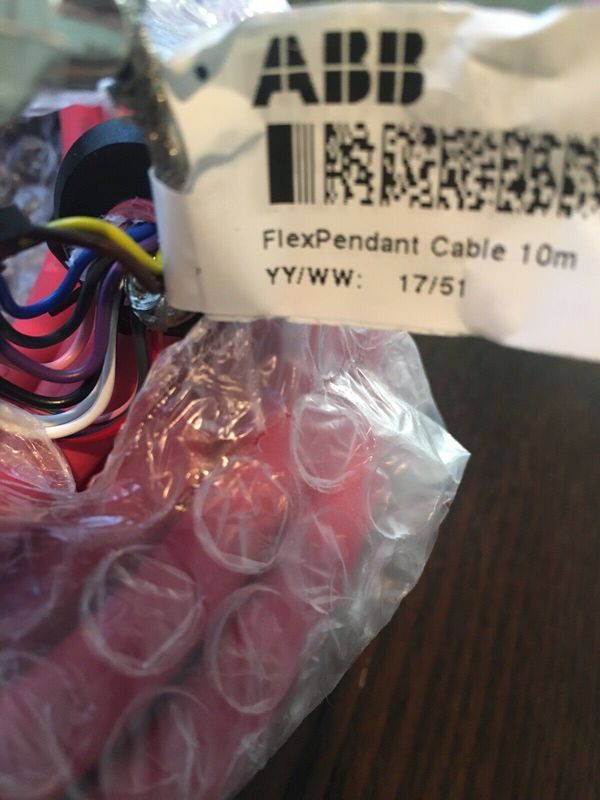 ABB
FlexPendant Cable 10m
YY/WW: 17/51